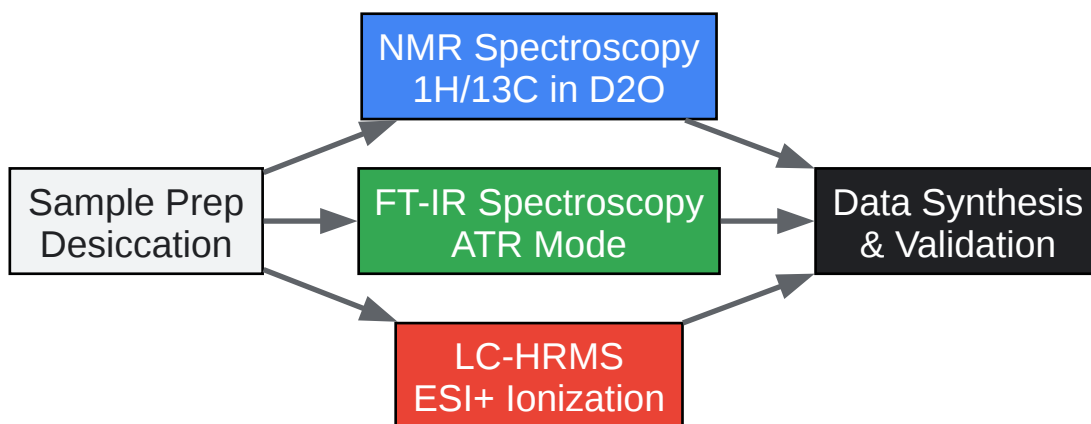 NMR Spectroscopy
1H/13C in D2O
Sample Prep
Desiccation
FT-IR Spectroscopy
ATR Mode
Data Synthesis
& Validation
LC-HRMS
ESI+ Ionization